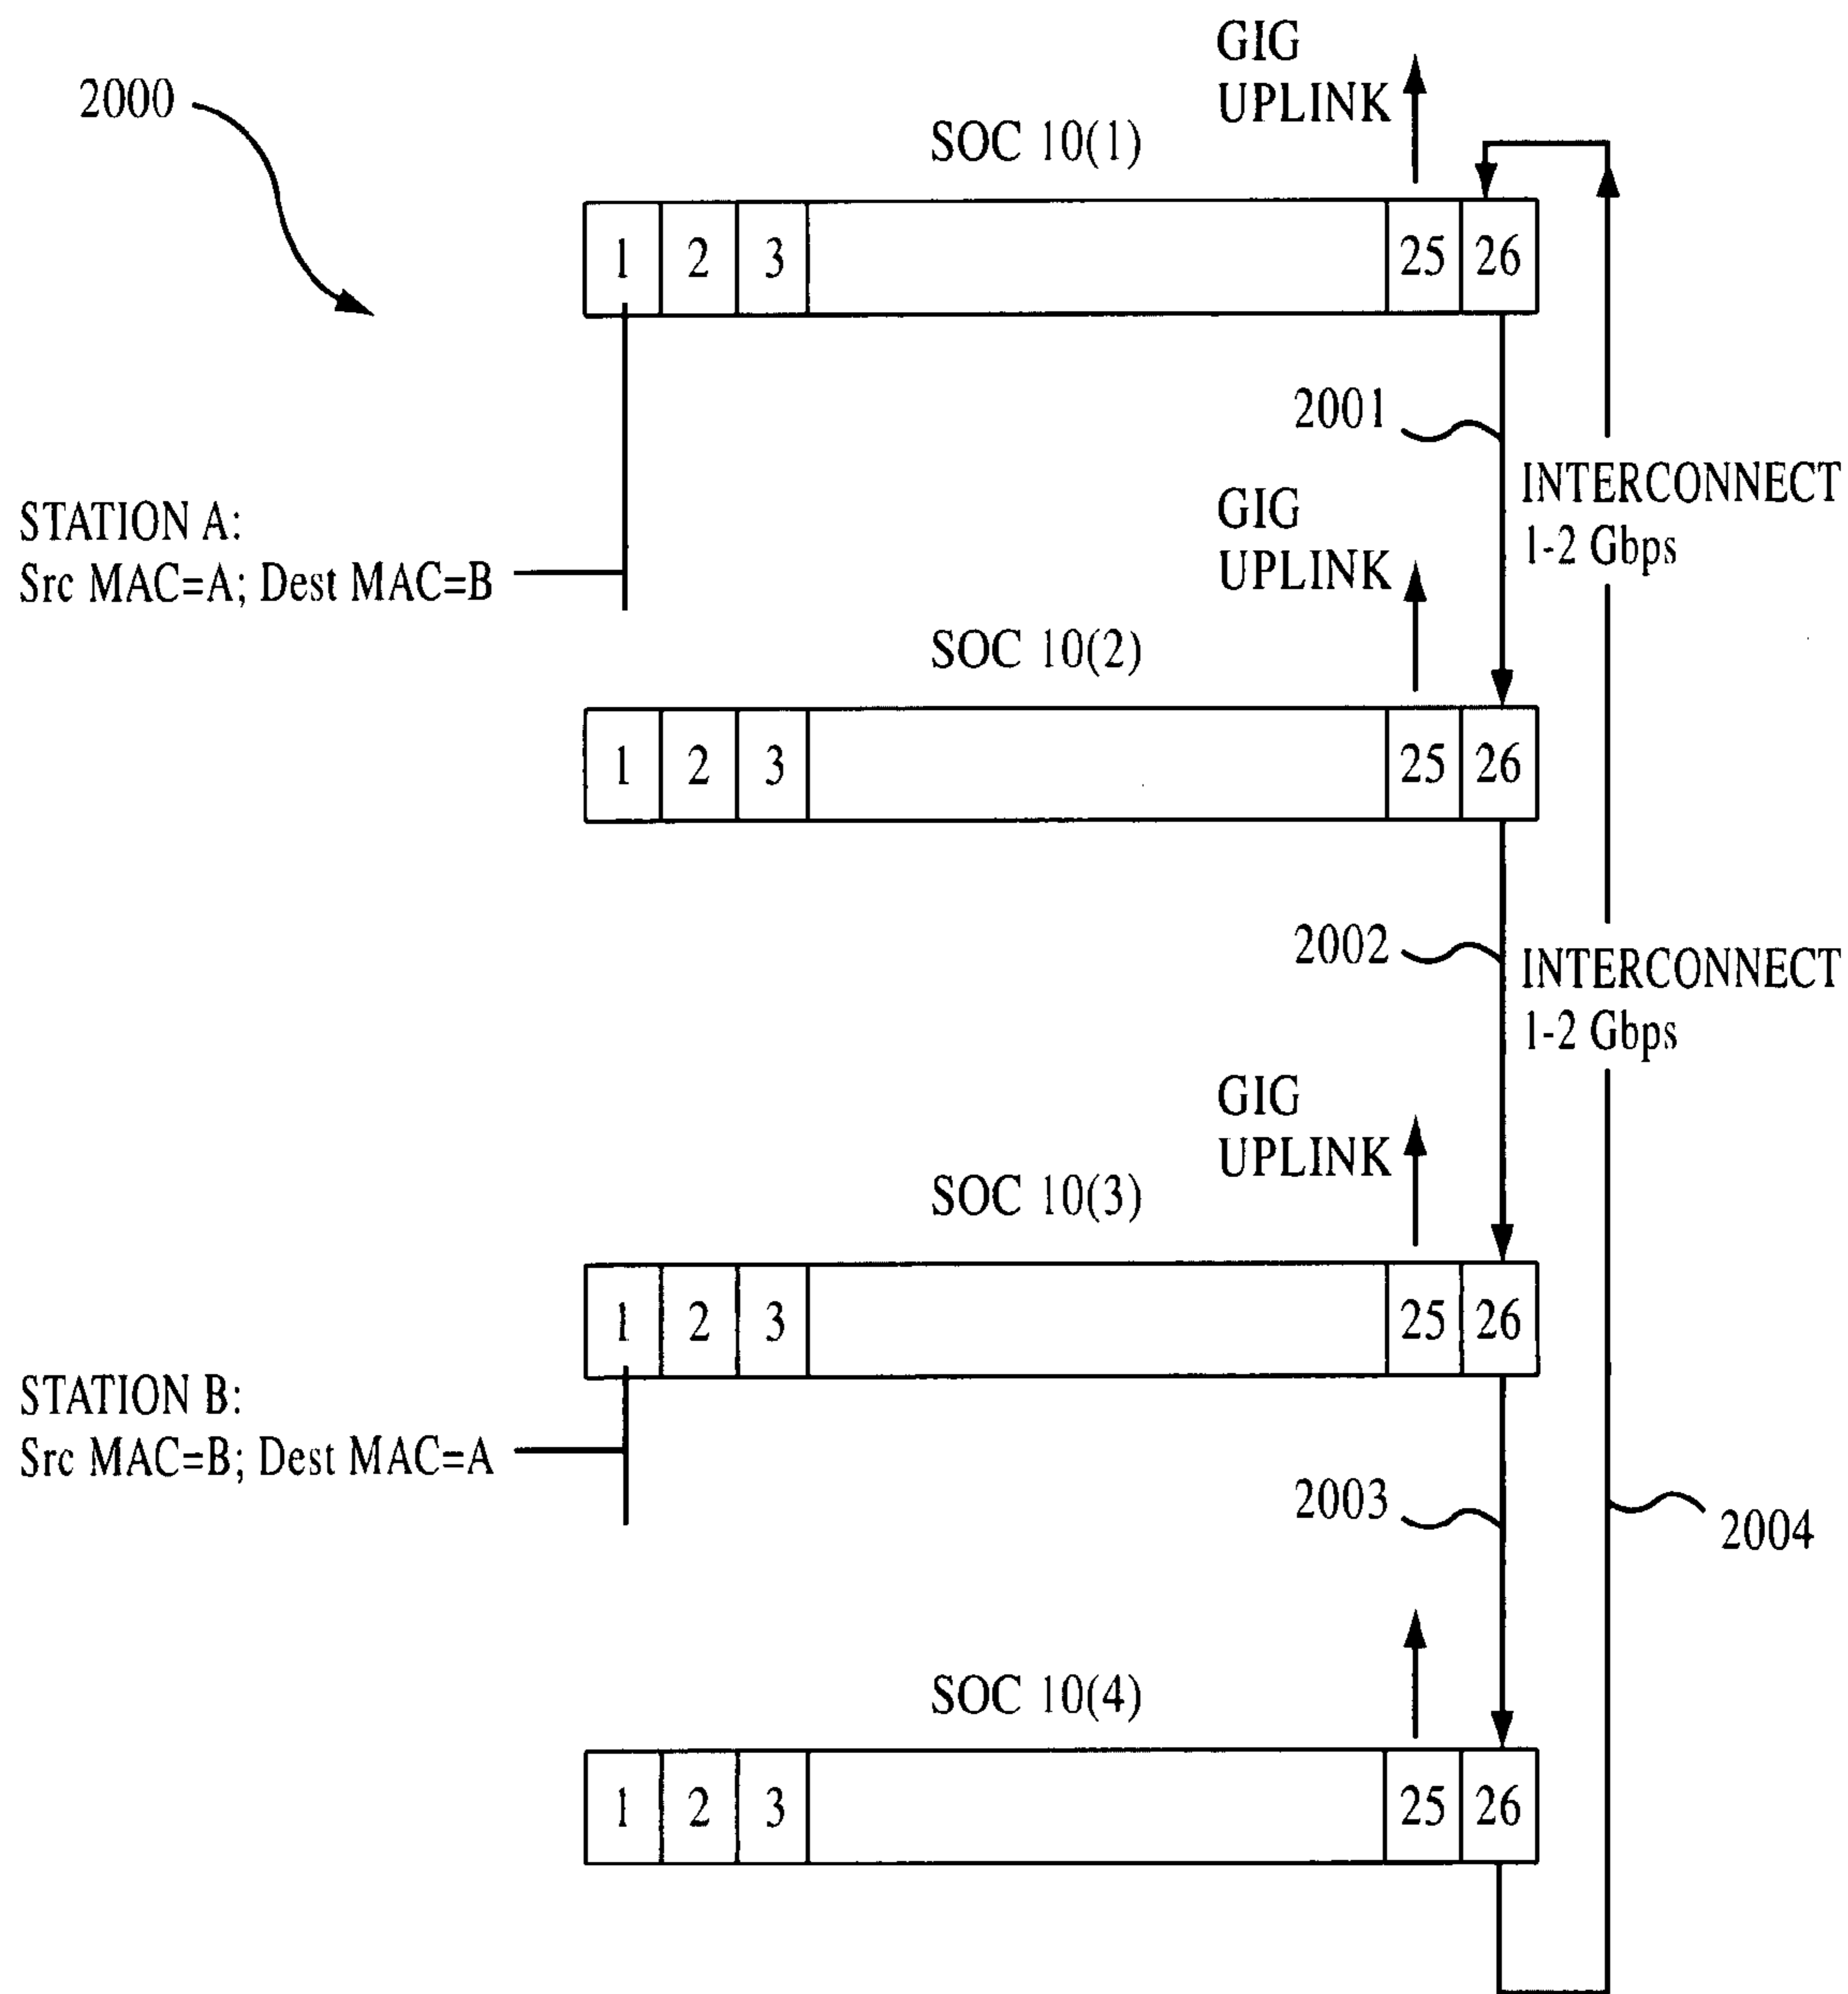 2000
GIG
UPLINK
SOC 10(1)
1 2 3 25 26
2001
INTERCONNECT
1-2 Gbps
STATION A:
Src MAC=A; Dest MAC=B
GIG
UPLINK
SOC 10(2)
1 2 3 25 26
2002
INTERCONNECT
1-2 Gbps
GIG
UPLINK
SOC 10(3)
1 2 3 25 26
STATION B:
Src MAC=B; Dest MAC=A
2003
2004
SOC 10(4)
1 2 3 25 26